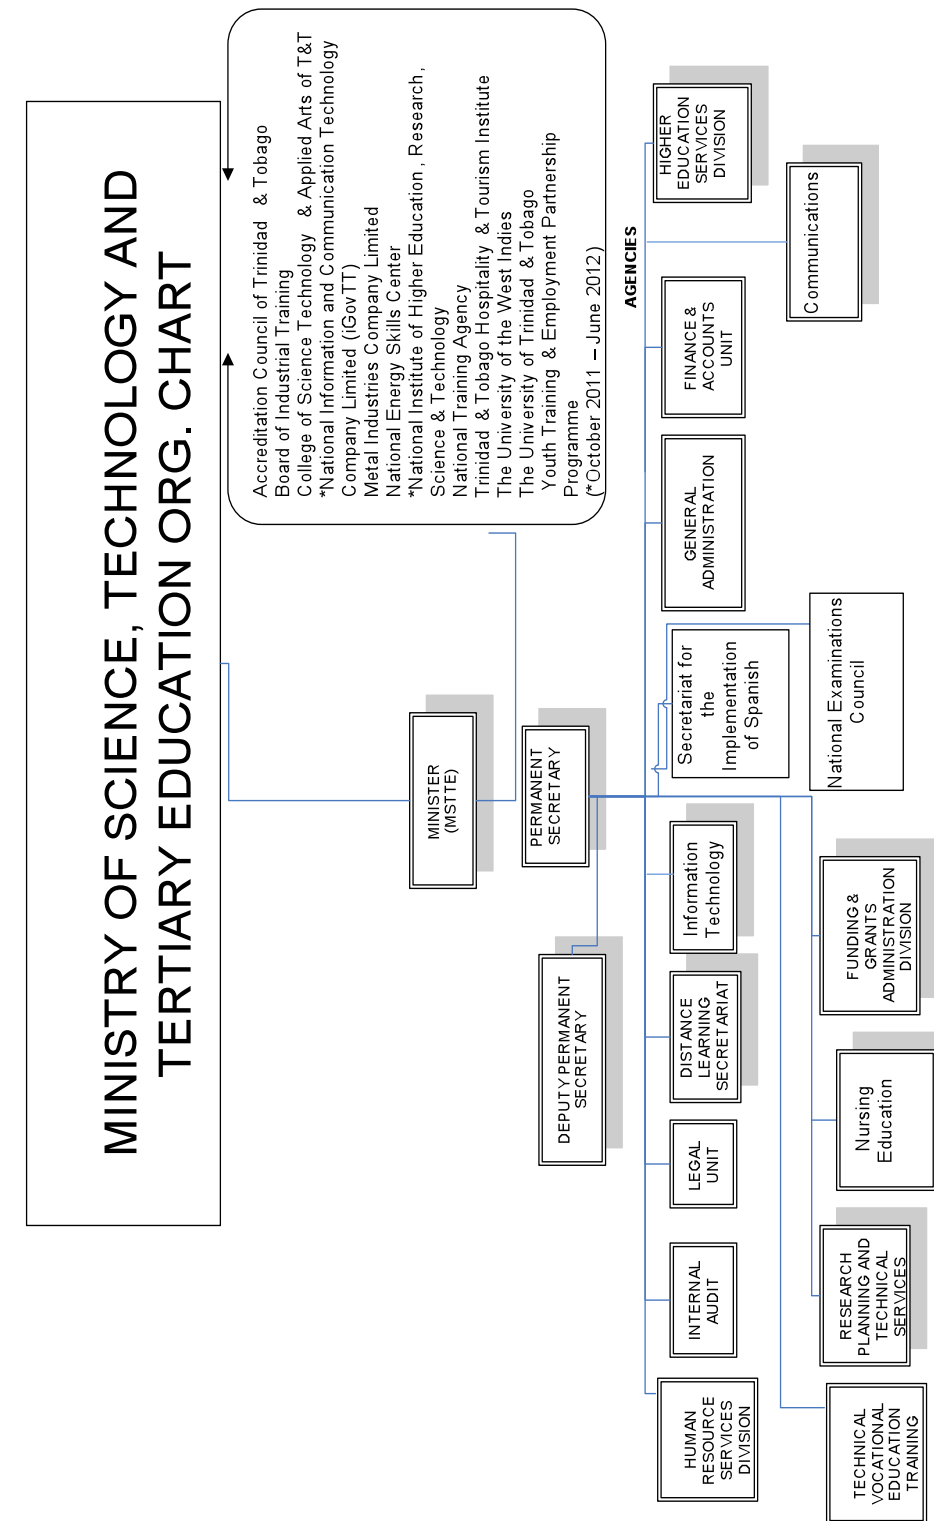 MINISTRY OF SCIENCE, TECHNOLOGY AND
TERTIARY EDUCATION ORG. CHART
Accreditation Council of Trinidad & Tobago
Board of Industrial Training
College of Science Technology & Applied Arts of T&T
*National Information and Communication Technology
Company Limited (iGovTT)
Metal Industries Company Limited
National Energy Skills Center
*National Institute of Higher Education, Research,
Science & Technology
National Training Agency
Trinidad & Tobago Hospitality & Tourism Institute
The University of the West Indies
The University of Trinidad & Tobago
Youth Training & Employment Partnership
Programme
(*October 2011 – June 2012)
AGENCIES
MINISTER
(MSTTE)
PERMANENT
SECRETARY
DEPUTY PERMANENT
SECRETARY
HUMAN
RESOURCE
SERVICES
DIVISION
INTERNAL
AUDIT
LEGAL
UNIT
DISTANCE
LEARNING
SECRETARIAT
Information
Technology
Secretariat for
the
Implementation
of Spanish
GENERAL
ADMINISTRATION
FINANCE &
ACCOUNTS
UNIT
HIGHER
EDUCATION
SERVICES
DIVISION
TECHNICAL
VOCATIONAL
EDUCATION
TRAINING
RESEARCH
PLANNING AND
TECHNICAL
SERVICES
Nursing
Education
FUNDING &
GRANTS
ADMINISTRATION
DIVISION
National Examinations
Council
Communications